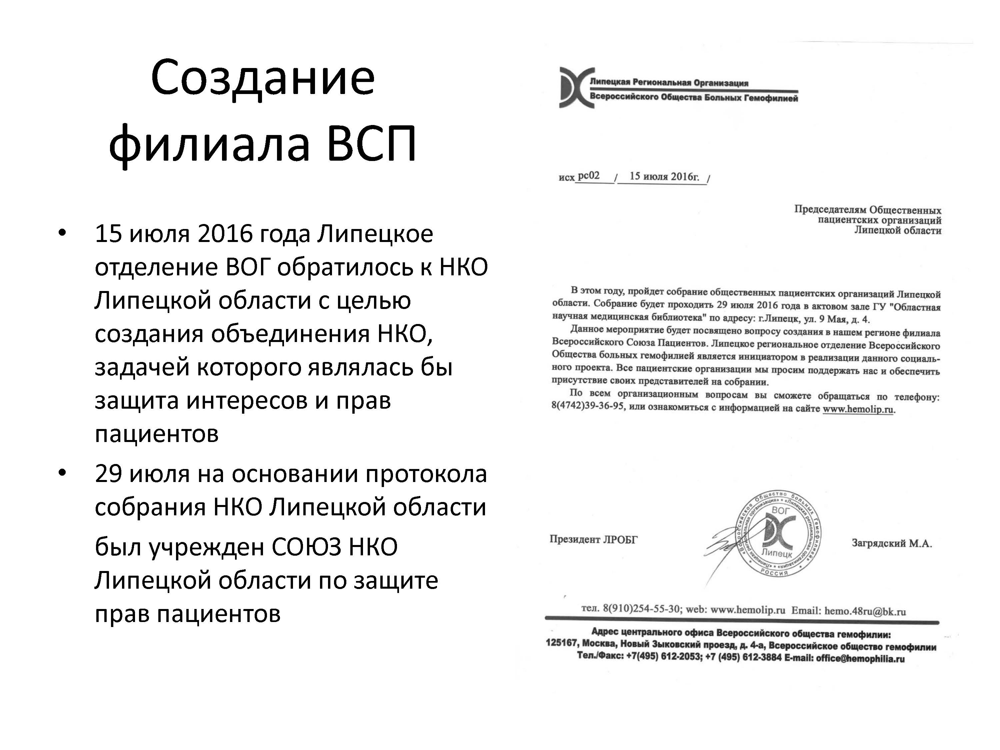 Создание
филиала ВСП
• 15 июля 2016 года Липецкое
отделение ВОГ обратилось к НКО
Липецкой области с целью
создания объединения НКО,
задачей которого являлась бы
защита интересов и прав
пациентов
• 29 июля на основании протокола
собрания НКО Липецкой области
был учрежден СОЮЗ НКО
Липецкой области по защите
прав пациентов
Липецкая Региональная Организация
Всероссийского Общества Больных Гемофилией
исх рс02 / 15 июля 2016г. /
Председателям Общественных
пациентских организаций
Липецкой области
В этом году, пройдет собрание общественных пациентских организаций Липецкой
области. Собрание будет проходить 29 июля 2016 года в актовом зале ГУ "Областная
научная медицинская библиотека" по адресу: г.Липецк, ул. 9 Мая, д. 4.
Данное мероприятие будет посвящено вопросу создания в нашем регионе филиала
Всероссийского Союза Пациентов. Липецкое региональное отделение Всероссийского
Общества больных гемофилией является инициатором в реализации данного социаль-
ного проекта. Все пациентские организации мы просим поддержать нас и обеспечить
присутствие своих представителей на собрании.
По всем организационным вопросам вы сможете обращаться по телефону:
8(4742)39-36-95, или ознакомиться с информацией на сайте www.hemolip.ru.
Президент ЛРОБГ
«Всероссийское Общество больных Гемофилией»
«Липецкая региональная организация» * «Липецкая региональная организация» *
ВОГ
Липецк
РОССИЯ
Загрядский М.А.
тел. 8(910)254-55-30; web: www.hemolip.ru Email: hemo.48ru@bk.ru
Адрес центрального офиса Всероссийского общества гемофилии:
125167, Москва, Новый Зыковский проезд, д. 4-а, Всероссийское общество гемофилии
Тел./Факс: +7(495) 612-2053; +7 (495) 612-3884 E-mail: office@hemophilia.ru